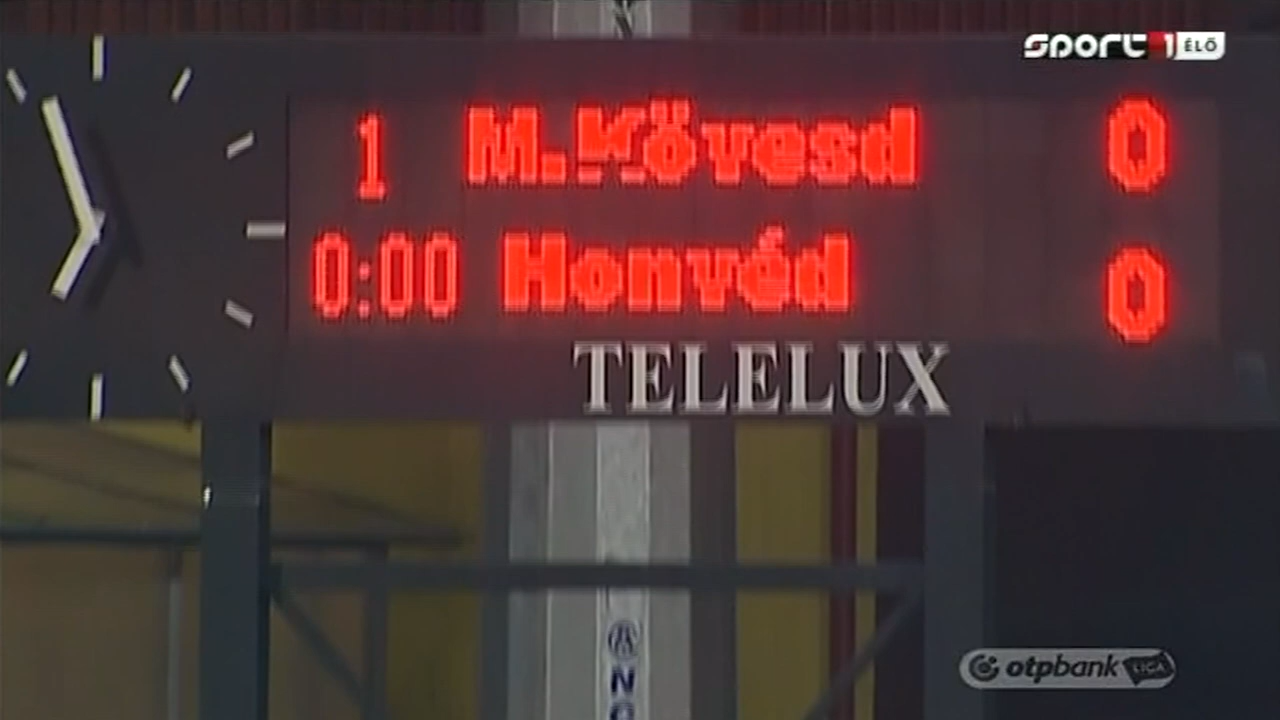 sport1 ÉLŐ
1 M.Kövesd 0
0:00 Honvéd 0
TELELUX
otpbank LIGA